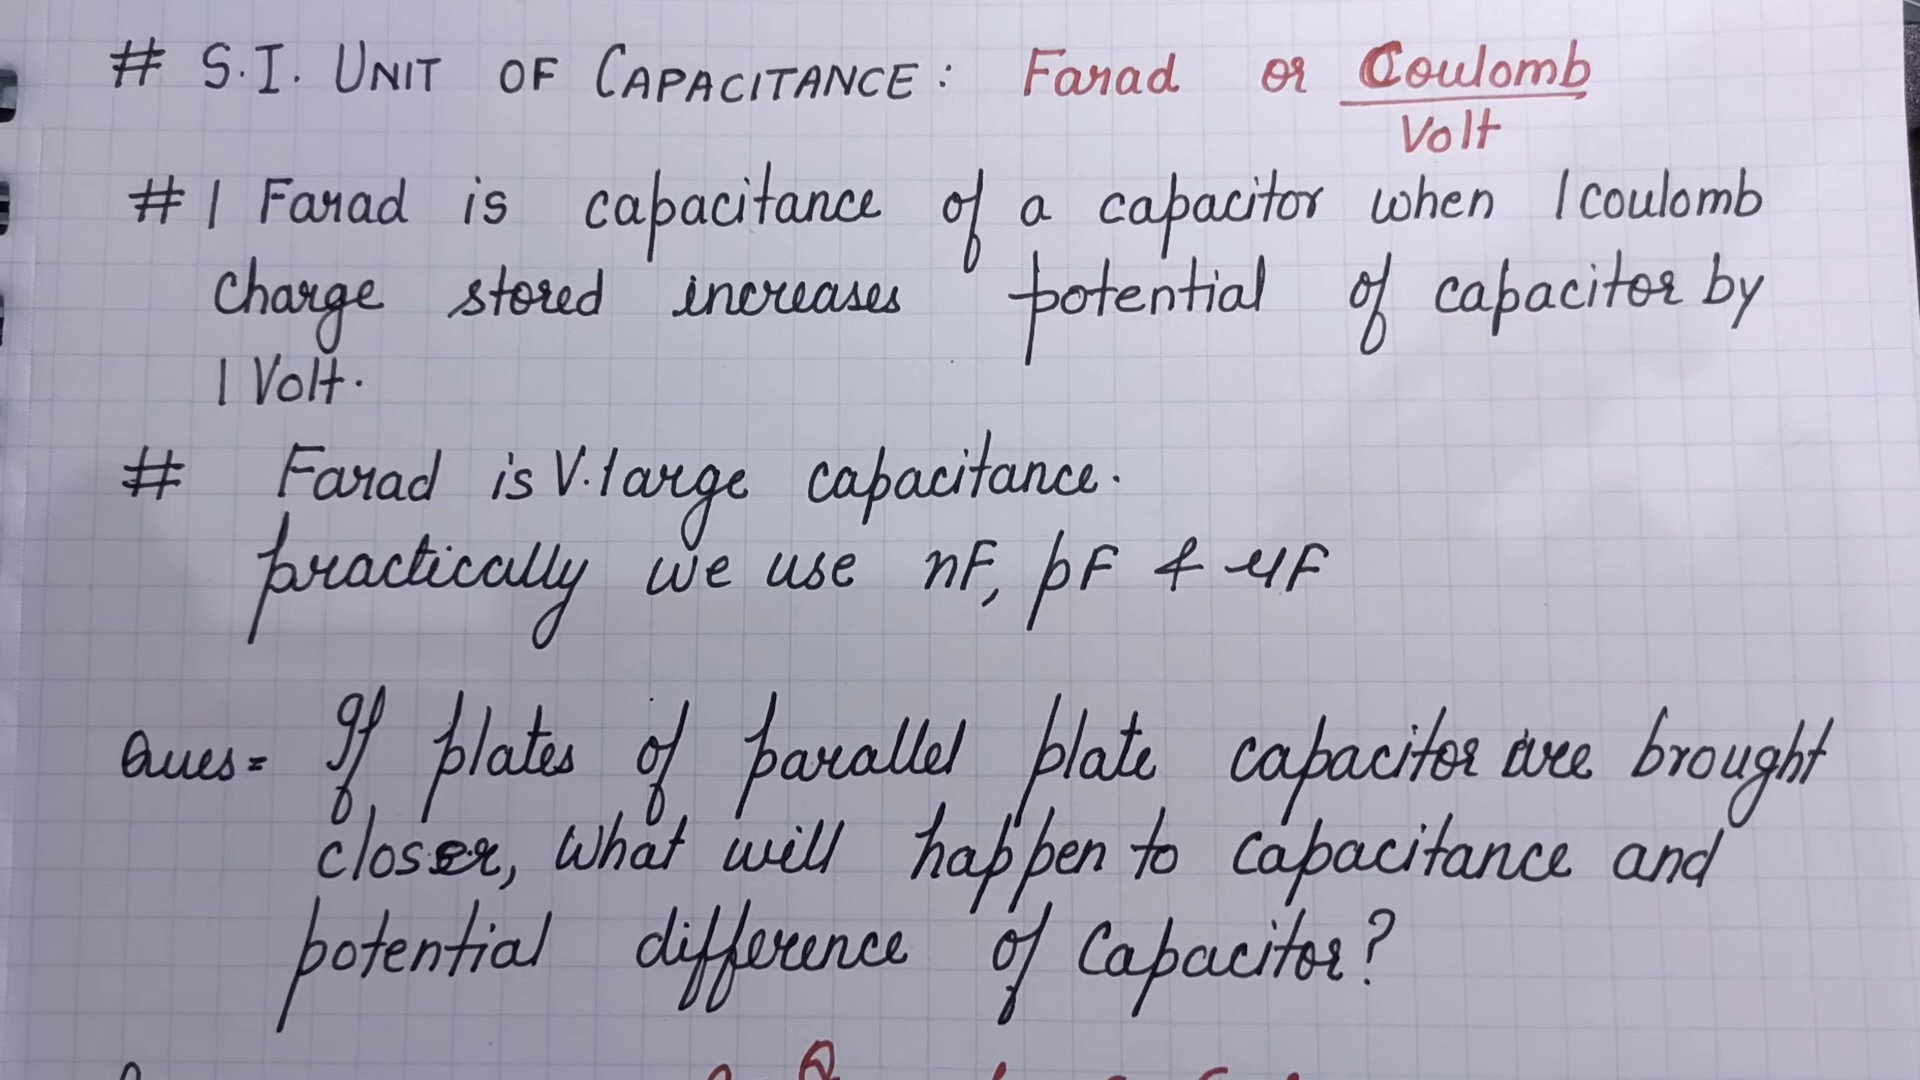 # S.I. UNIT OF CAPACITANCE: Farad or Coulomb
Volt
# 1 Farad is capacitance of a capacitor when 1 coulomb
charge stored increases potential of capacitor by
1 Volt.
# Farad is V. large capacitance.
practically we use nF, pF & μF
Ques = If plates of parallel plate capacitor are brought
closer, what will happen to capacitance and
potential difference of Capacitor?